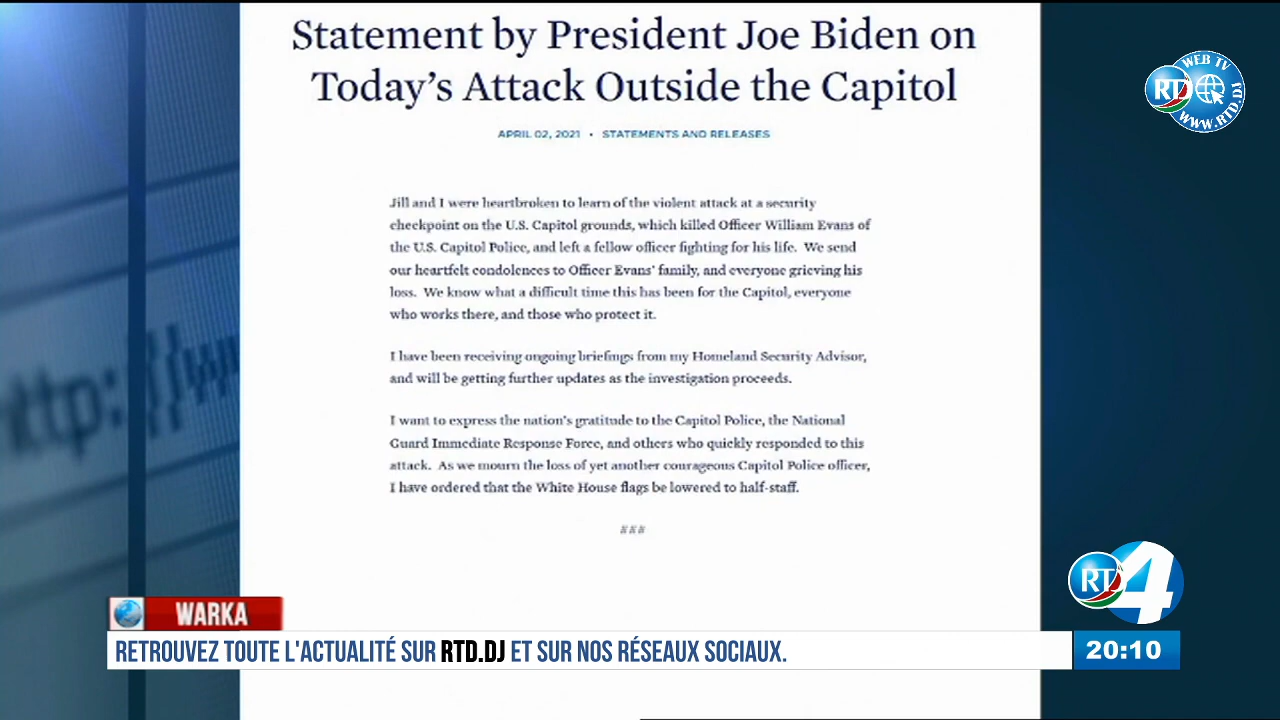 Statement by President Joe Biden on
Today's Attack Outside the Capitol
APRIL 02, 2021 • STATEMENTS AND RELEASES
Jill and I were heartbroken to learn of the violent attack at a security
checkpoint on the U.S. Capitol grounds, which killed Officer William Evans of
the U.S. Capitol Police, and left a fellow officer fighting for his life. We send
our heartfelt condolences to Officer Evans' family, and everyone grieving his
loss. We know what a difficult time this has been for the Capitol, everyone
who works there, and those who protect it.
I have been receiving ongoing briefings from my Homeland Security Advisor,
and will be getting further updates as the investigation proceeds.
I want to express the nation's gratitude to the Capitol Police, the National
Guard Immediate Response Force, and others who quickly responded to this
attack. As we mourn the loss of yet another courageous Capitol Police officer,
I have ordered that the White House flags be lowered to half-staff.
###
WEB TV
RTD
WWW.RTD.DJ
http://w
RT
4
WARKA
RETROUVEZ TOUTE L'ACTUALITÉ SUR RTD.DJ ET SUR NOS RÉSEAUX SOCIAUX.
20:10